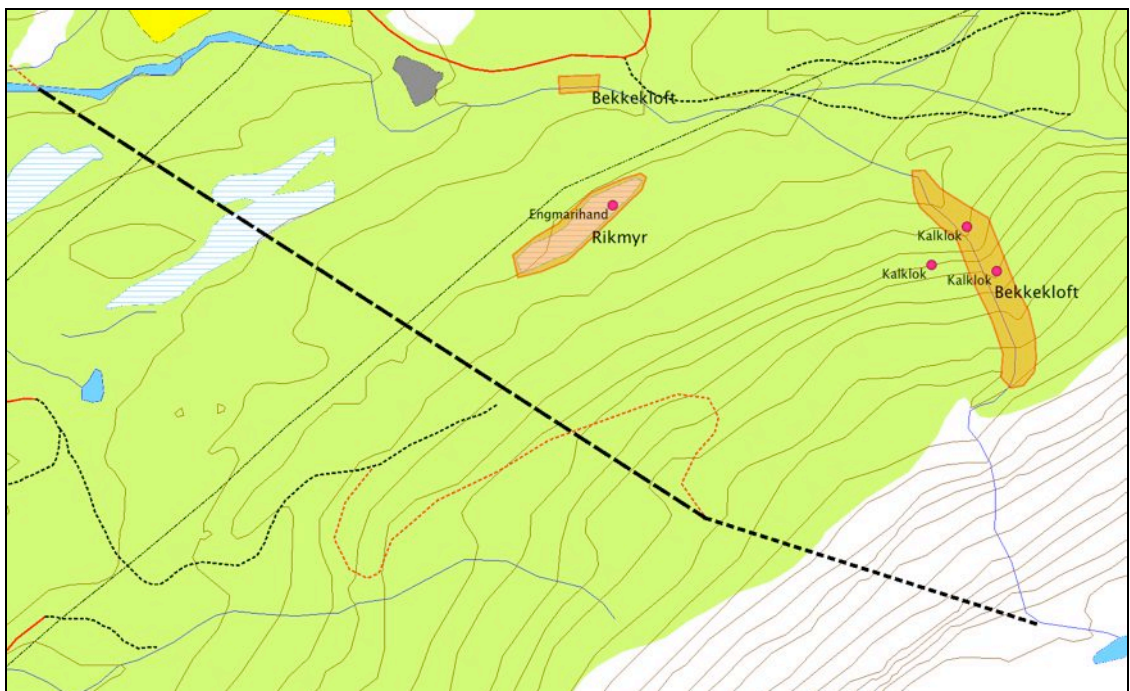 Bekkekloft
Engmarihand
Rikmyr
Kalklok
Kalklok
Kalklok
Bekkekloft